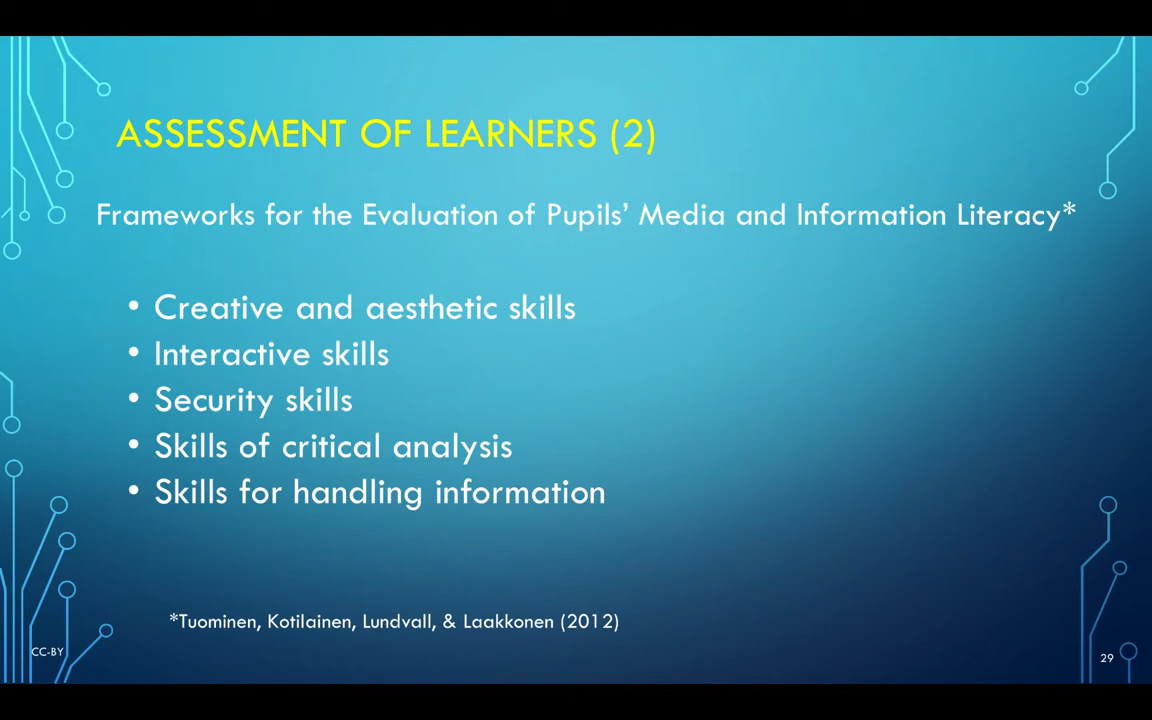 ASSESSMENT OF LEARNERS (2)
Frameworks for the Evaluation of Pupils’ Media and Information Literacy*
• Creative and aesthetic skills
• Interactive skills
• Security skills
• Skills of critical analysis
• Skills for handling information
*Tuominen, Kotilainen, Lundvall, & Laakkonen (2012)
CC-BY
29